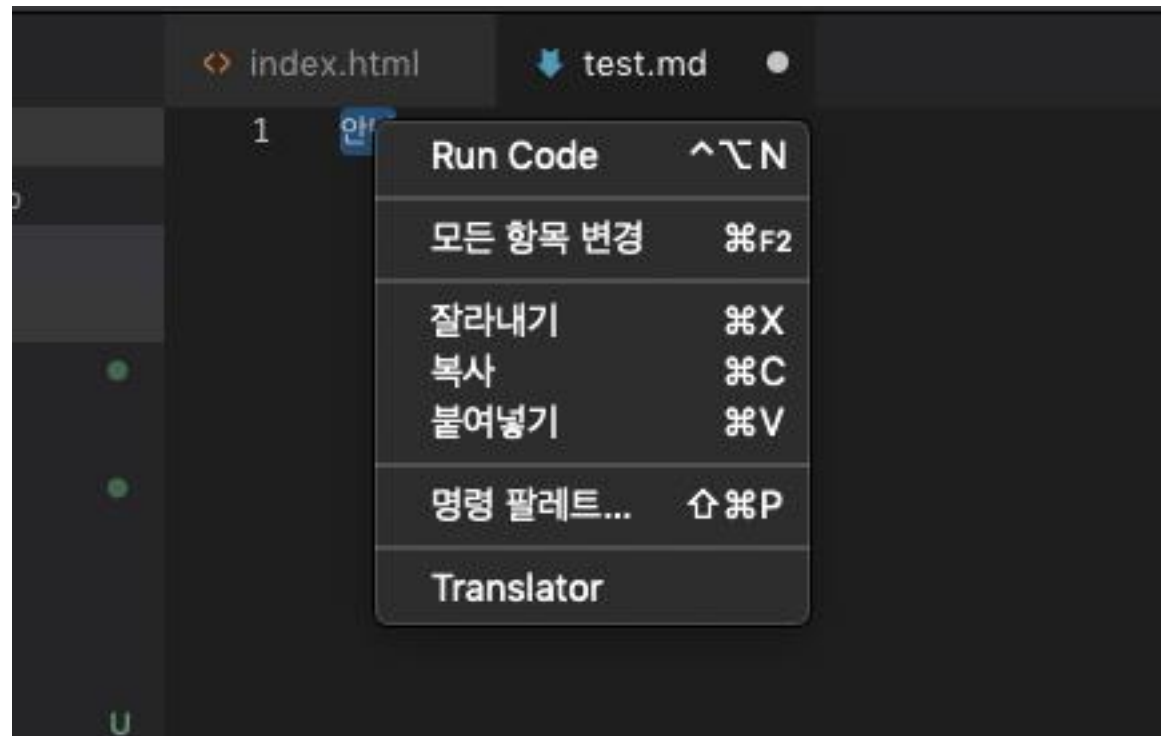 index.html test.md
1 안
Run Code ^⌥N
모든 항목 변경 ⌘F2
잘라내기 ⌘X
복사 ⌘C
붙여넣기 ⌘V
명령 팔레트... ⇧⌘P
Translator
U